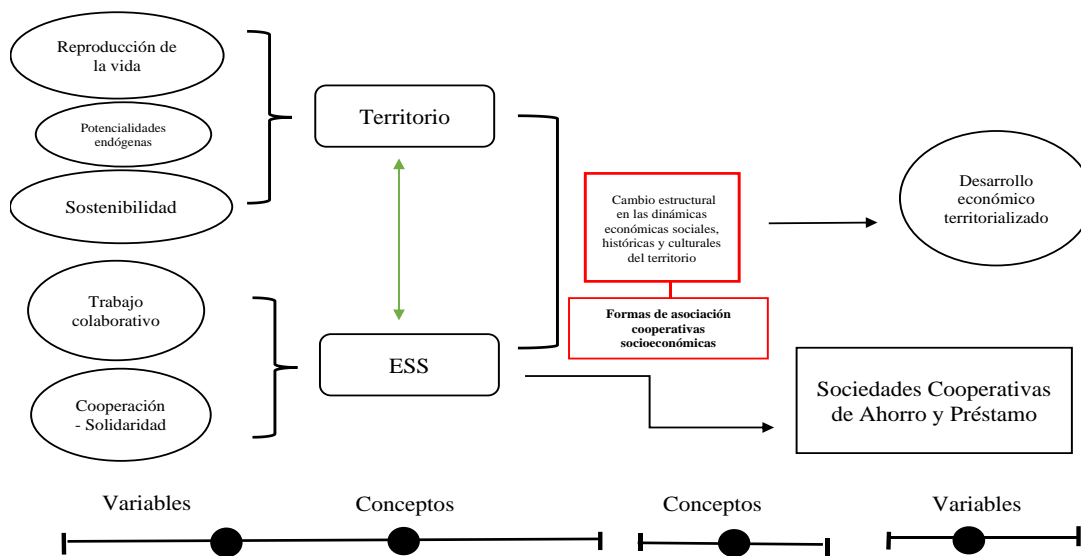 Reproducción de
la vida
Potencialidades
endógenas
Sostenibilidad
Trabajo
colaborativo
Cooperación
- Solidaridad
Territorio
ESS
Cambio estructural
en las dinámicas
económicas sociales,
históricas y culturales
del territorio
Formas de asociación
cooperativas
socioeconómicas
Desarrollo
económico
territorializado
Sociedades Cooperativas
de Ahorro y Préstamo
Variables
Conceptos
Conceptos
Variables